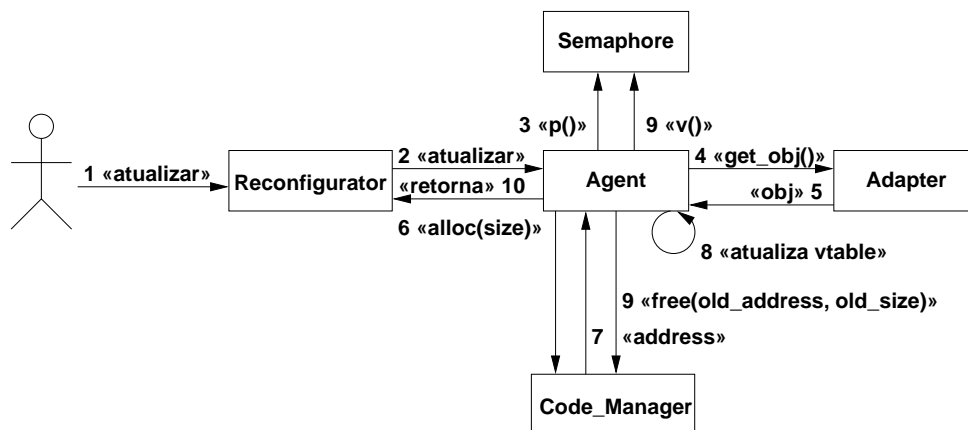 Semaphore
3 «p()»
9 «v()»
1 «atualizar»
Reconfigurator
2 «atualizar»
«retorna» 10
Agent
4 «get_obj()»
«obj» 5
Adapter
6 «alloc(size)»
8 «atualiza vtable»
9 «free(old_address, old_size)»
7 «address»
Code_Manager